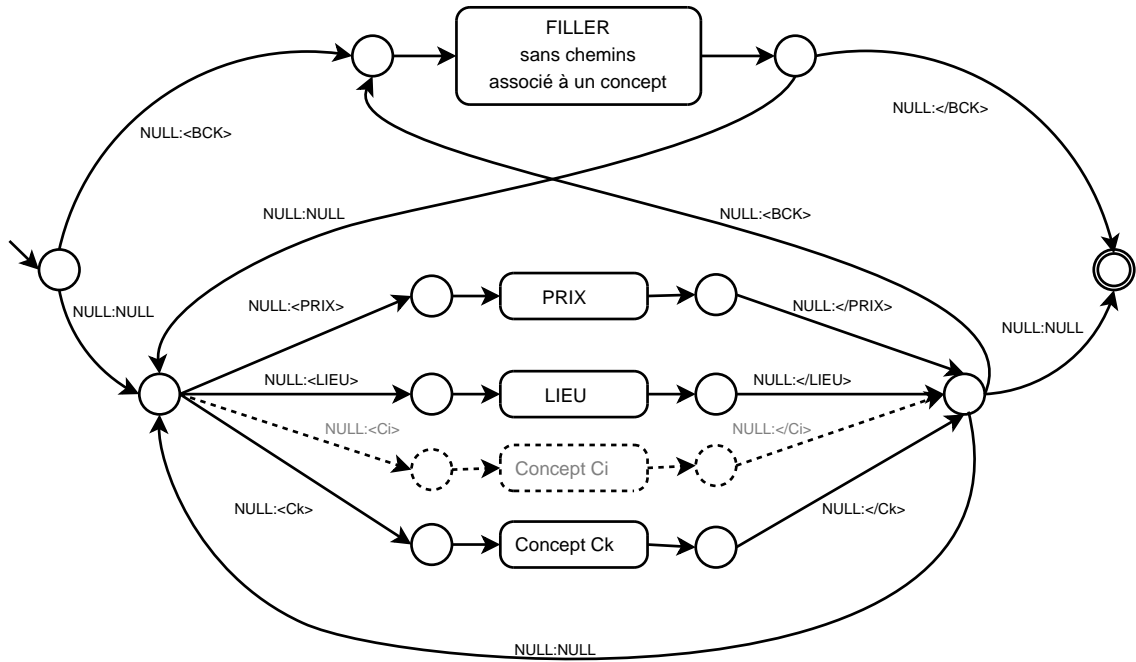 FILLER
sans chemins
associé à un concept
NULL:<BCK>
NULL:</BCK>
NULL:NULL
NULL:<BCK>
NULL:NULL
NULL:<PRIX>
PRIX
NULL:</PRIX>
NULL:NULL
NULL:<LIEU>
LIEU
NULL:</LIEU>
NULL:<Ci>
Concept Ci
NULL:</Ci>
NULL:<Ck>
Concept Ck
NULL:</Ck>
NULL:NULL